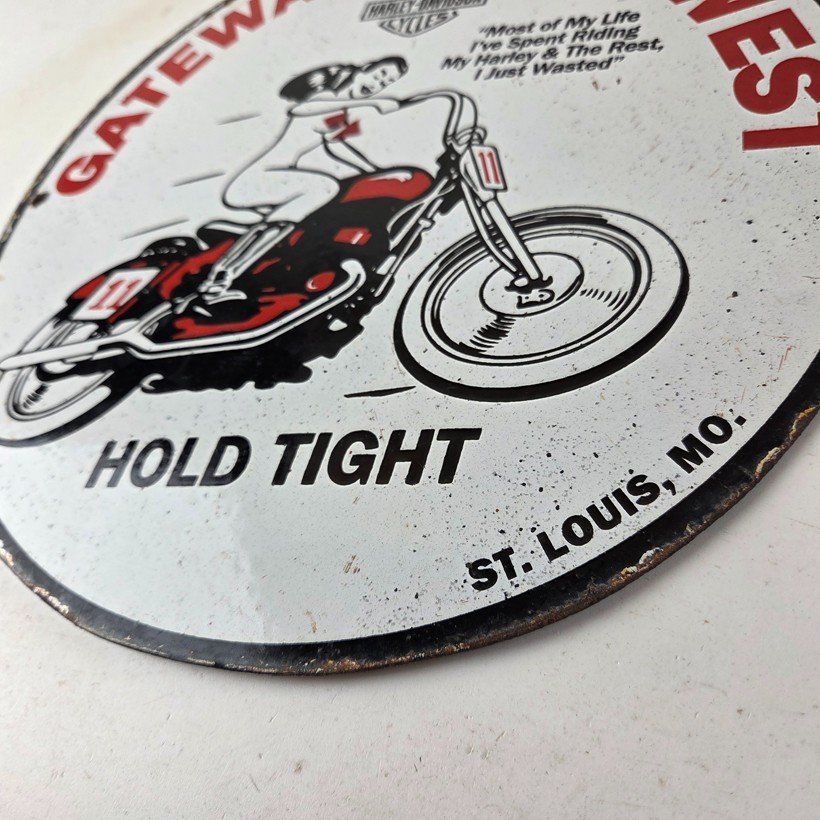 GATEWA
HARLEY-DAVIDSON
CYCLES
"Most of My Life
I've Spent Riding
My Harley & The Rest,
I Just Wasted"
WEST
11
11
HOLD TIGHT
ST. LOUIS, MO.